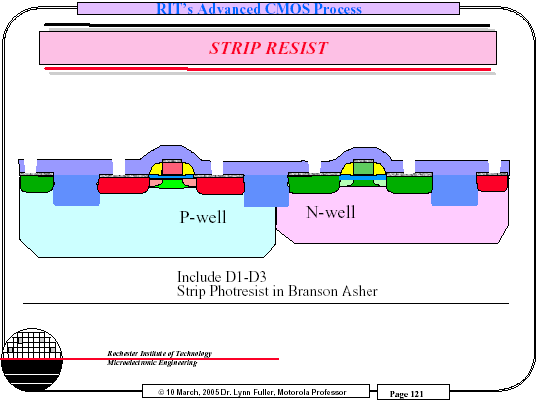 RIT's Advanced CMOS Process
STRIP RESIST
P-well
N-well
Include D1-D3
Strip Photresist in Branson Asher
Rochester Institute of Technology
Microelectronic Engineering
© 10 March, 2005 Dr. Lynn Fuller, Motorola Professor
Page 121